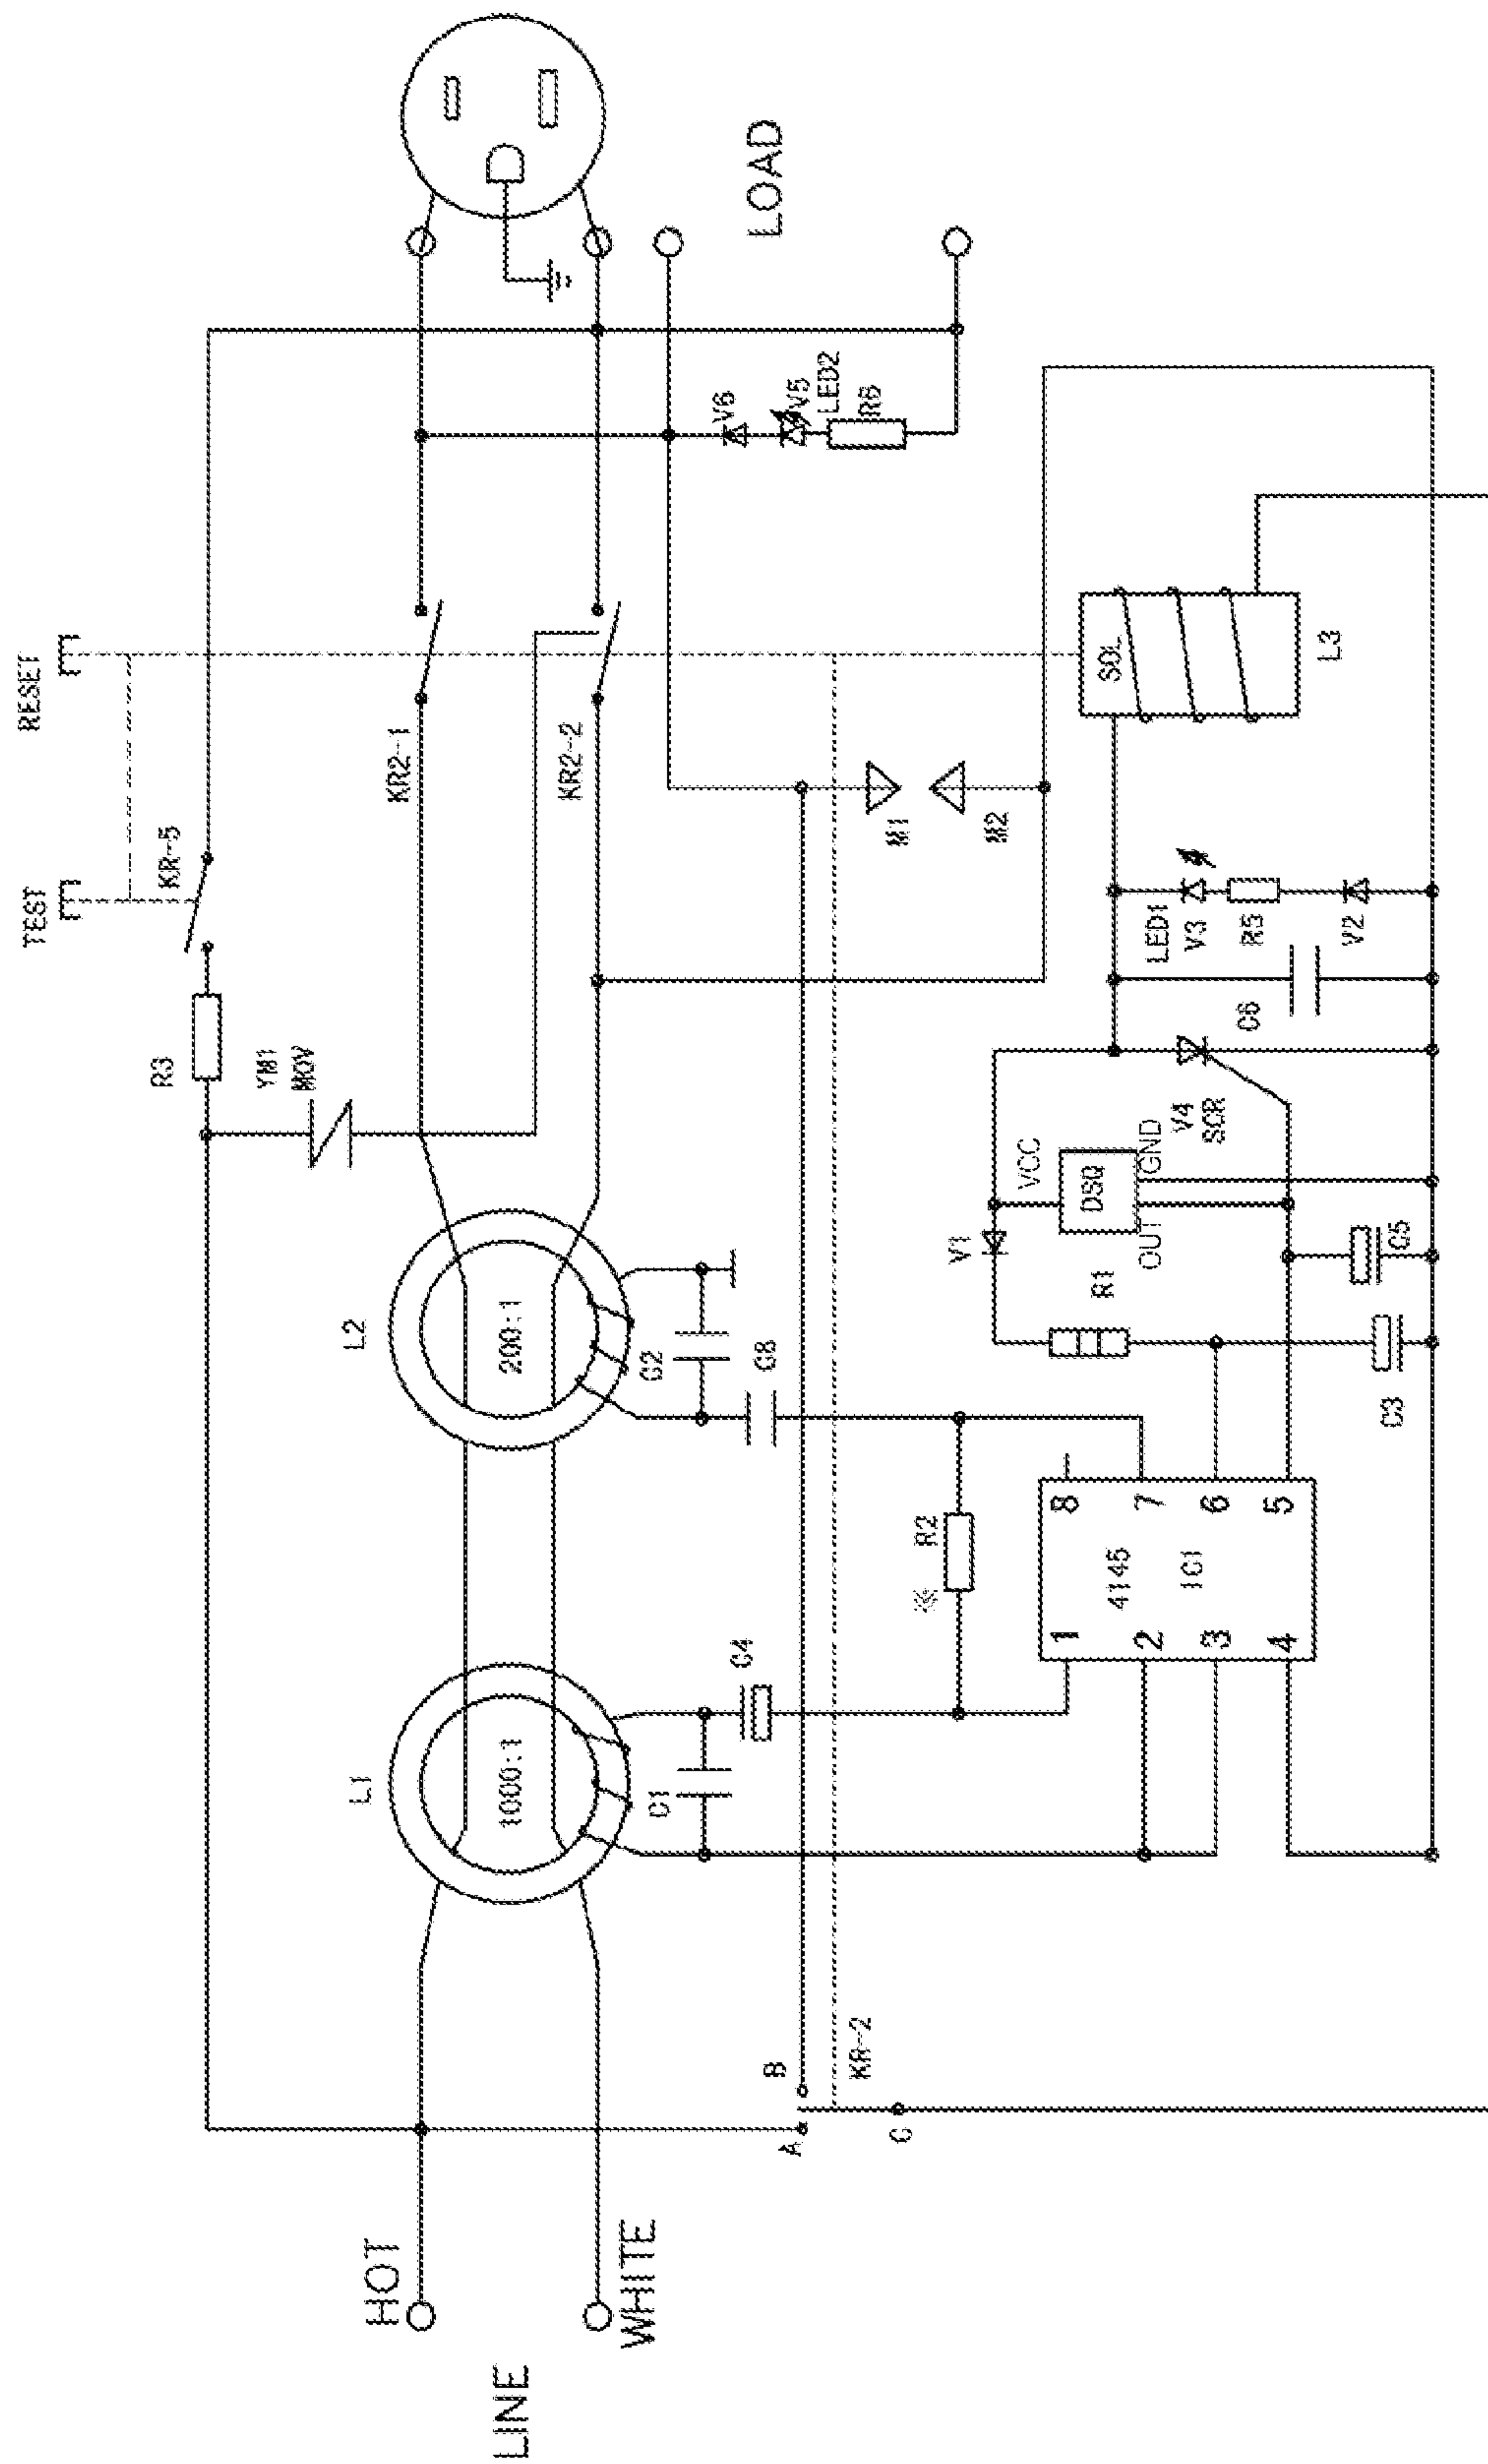 RESET
TEST
KR-5
R3
YM1
MOV
KR2-1
KR2-2
LOAD
V6
V5
LED2
R6
L2
200:1
L1
1000:1
C2
C8
C1
C4
M1
M2
SOL
L3
LED1
V3
R5
V2
C6
V4
SCR
VCC
DSQ
GND
OUT
V1
R1
C5
C3
R2
※
4145
IC1
1
2
3
4
5
6
7
8
A
B
C
KR-2
HOT
WHITE
LINE